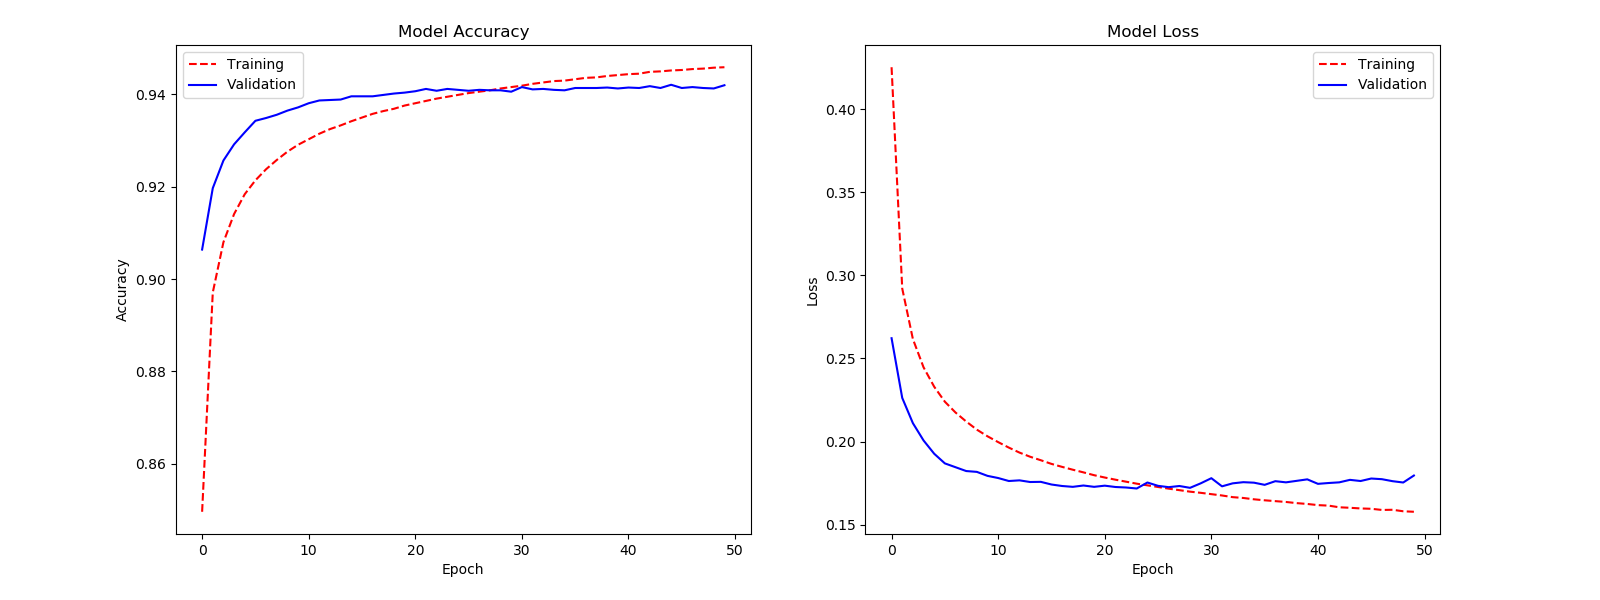 Model Accuracy
Training
Validation
0.94
0.92
0.90
0.88
0.86
Accuracy
0 10 20 30 40 50
Epoch
Model Loss
Training
Validation
0.40
0.35
0.30
0.25
0.20
0.15
Loss
0 10 20 30 40 50
Epoch